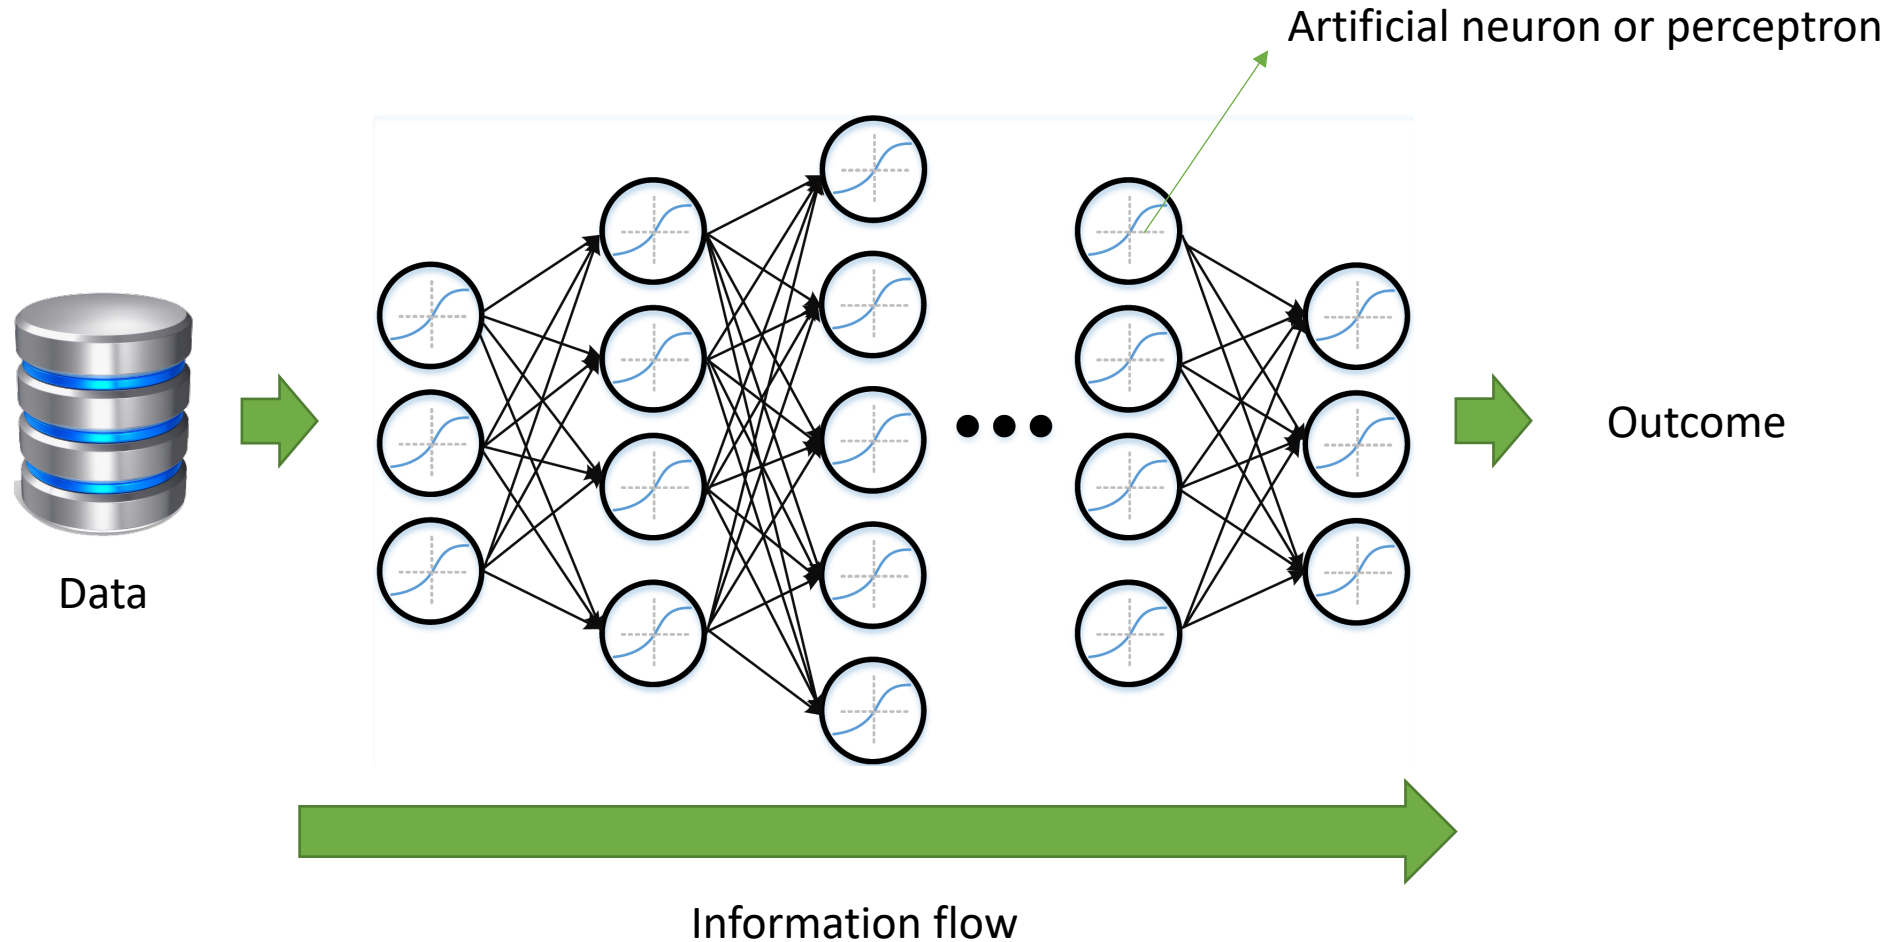 Artificial neuron or perceptron
Data
Outcome
Information flow